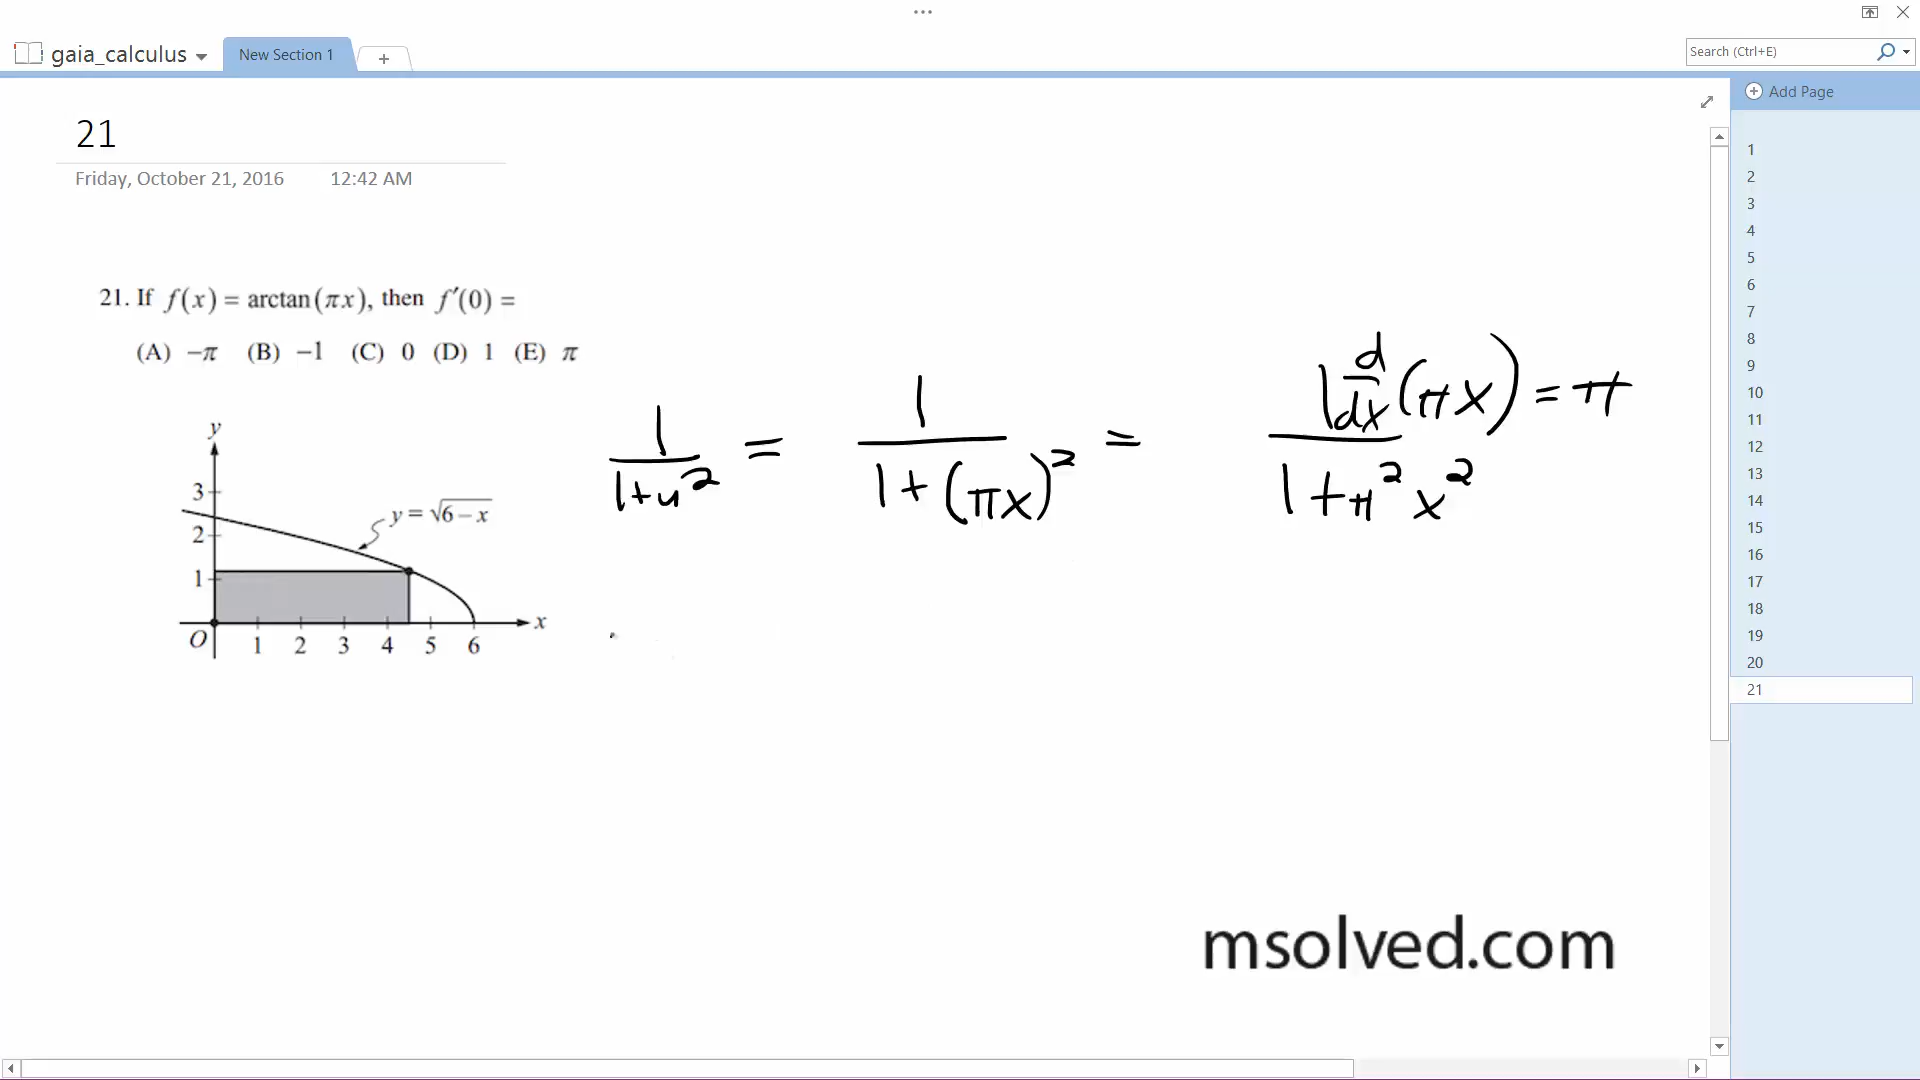 ...
gaia_calculus
New Section 1
+
Search (Ctrl+E)
Add Page
21
Friday, October 21, 2016 12:42 AM
21. If f(x) = arctan(πx), then f′(0) =
(A) −π (B) −1 (C) 0 (D) 1 (E) π
y
3
2
1
y = √6 − x
O
1 2 3 4 5 6
x
1/(1+u²) = 1/(1+(πx)²) = 1 d/dx (πx) = π
1+π²x²
msolved.com
1
2
3
4
5
6
7
8
9
10
11
12
13
14
15
16
17
18
19
20
21